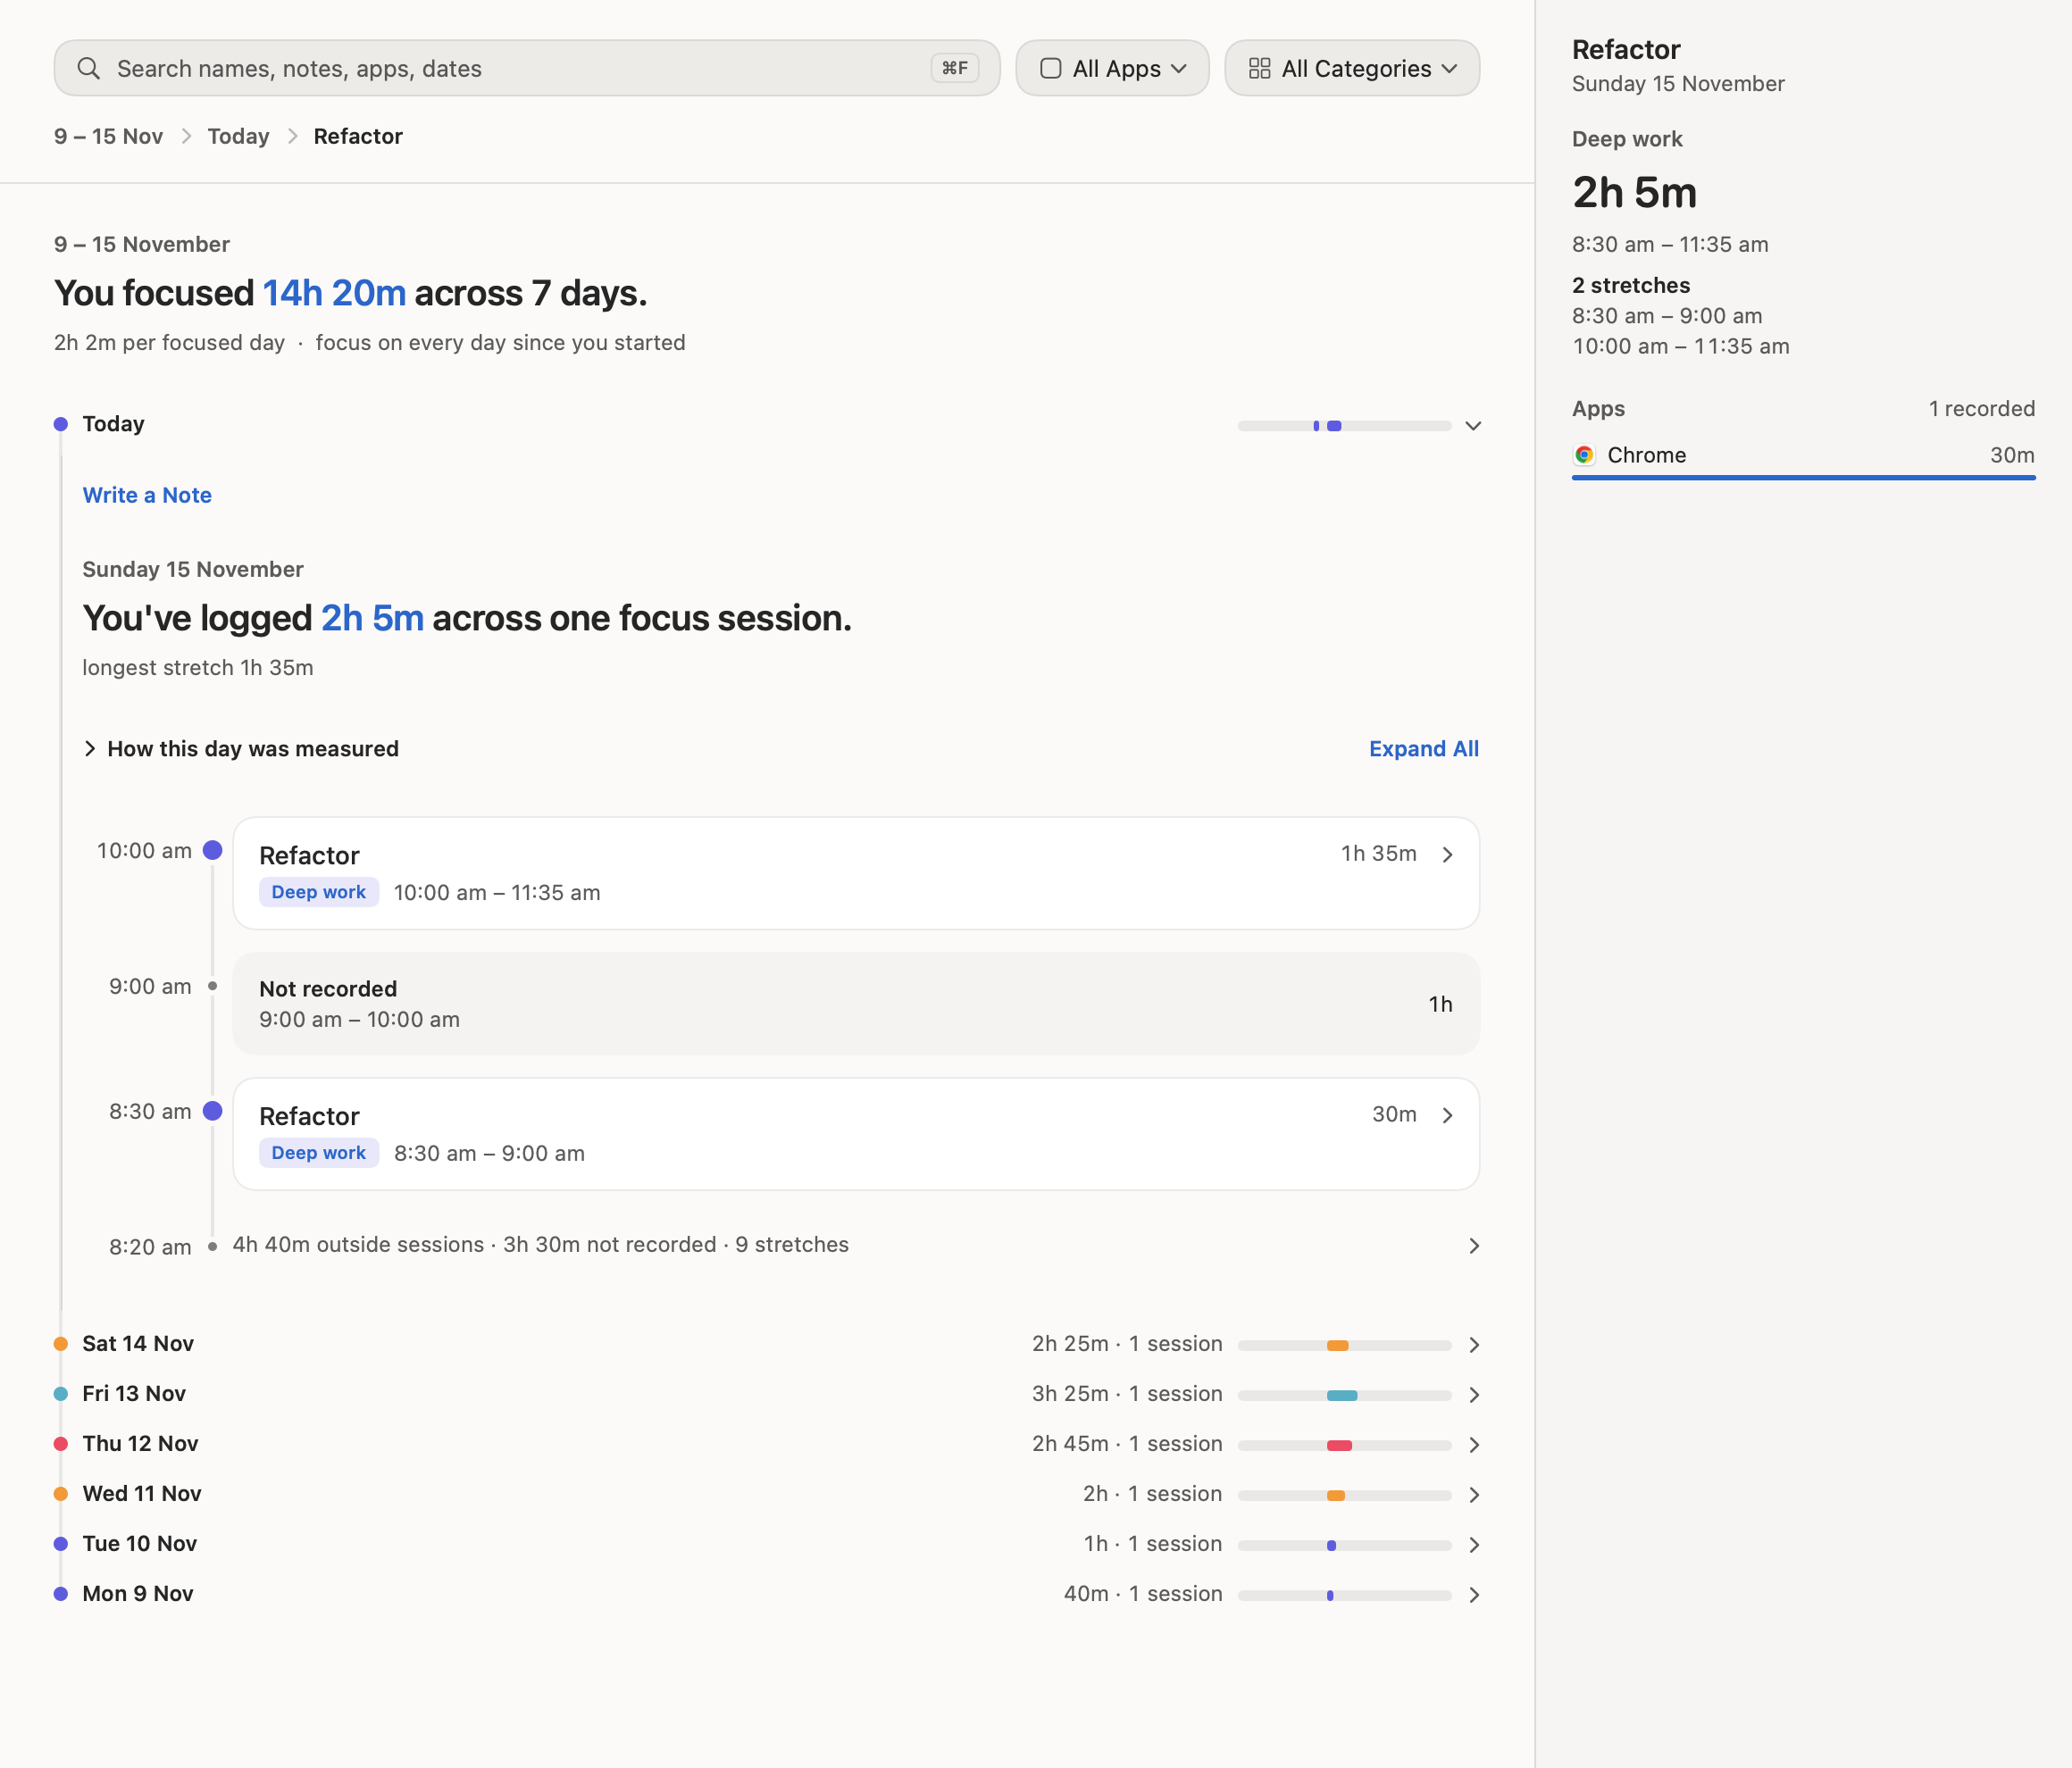 Search names, notes, apps, dates ⌘F
All Apps
All Categories
9 – 15 Nov > Today > Refactor
9 – 15 November
You focused 14h 20m across 7 days.
2h 2m per focused day · focus on every day since you started
Today
Write a Note
Sunday 15 November
You've logged 2h 5m across one focus session.
longest stretch 1h 35m
How this day was measured
Expand All
10:00 am
Refactor
1h 35m
Deep work 10:00 am – 11:35 am
9:00 am
Not recorded
9:00 am – 10:00 am
1h
8:30 am
Refactor
30m
Deep work 8:30 am – 9:00 am
8:20 am
4h 40m outside sessions · 3h 30m not recorded · 9 stretches
Sat 14 Nov 2h 25m · 1 session
Fri 13 Nov 3h 25m · 1 session
Thu 12 Nov 2h 45m · 1 session
Wed 11 Nov 2h · 1 session
Tue 10 Nov 1h · 1 session
Mon 9 Nov 40m · 1 session
Refactor
Sunday 15 November
Deep work
2h 5m
8:30 am – 11:35 am
2 stretches
8:30 am – 9:00 am
10:00 am – 11:35 am
Apps 1 recorded
Chrome 30m